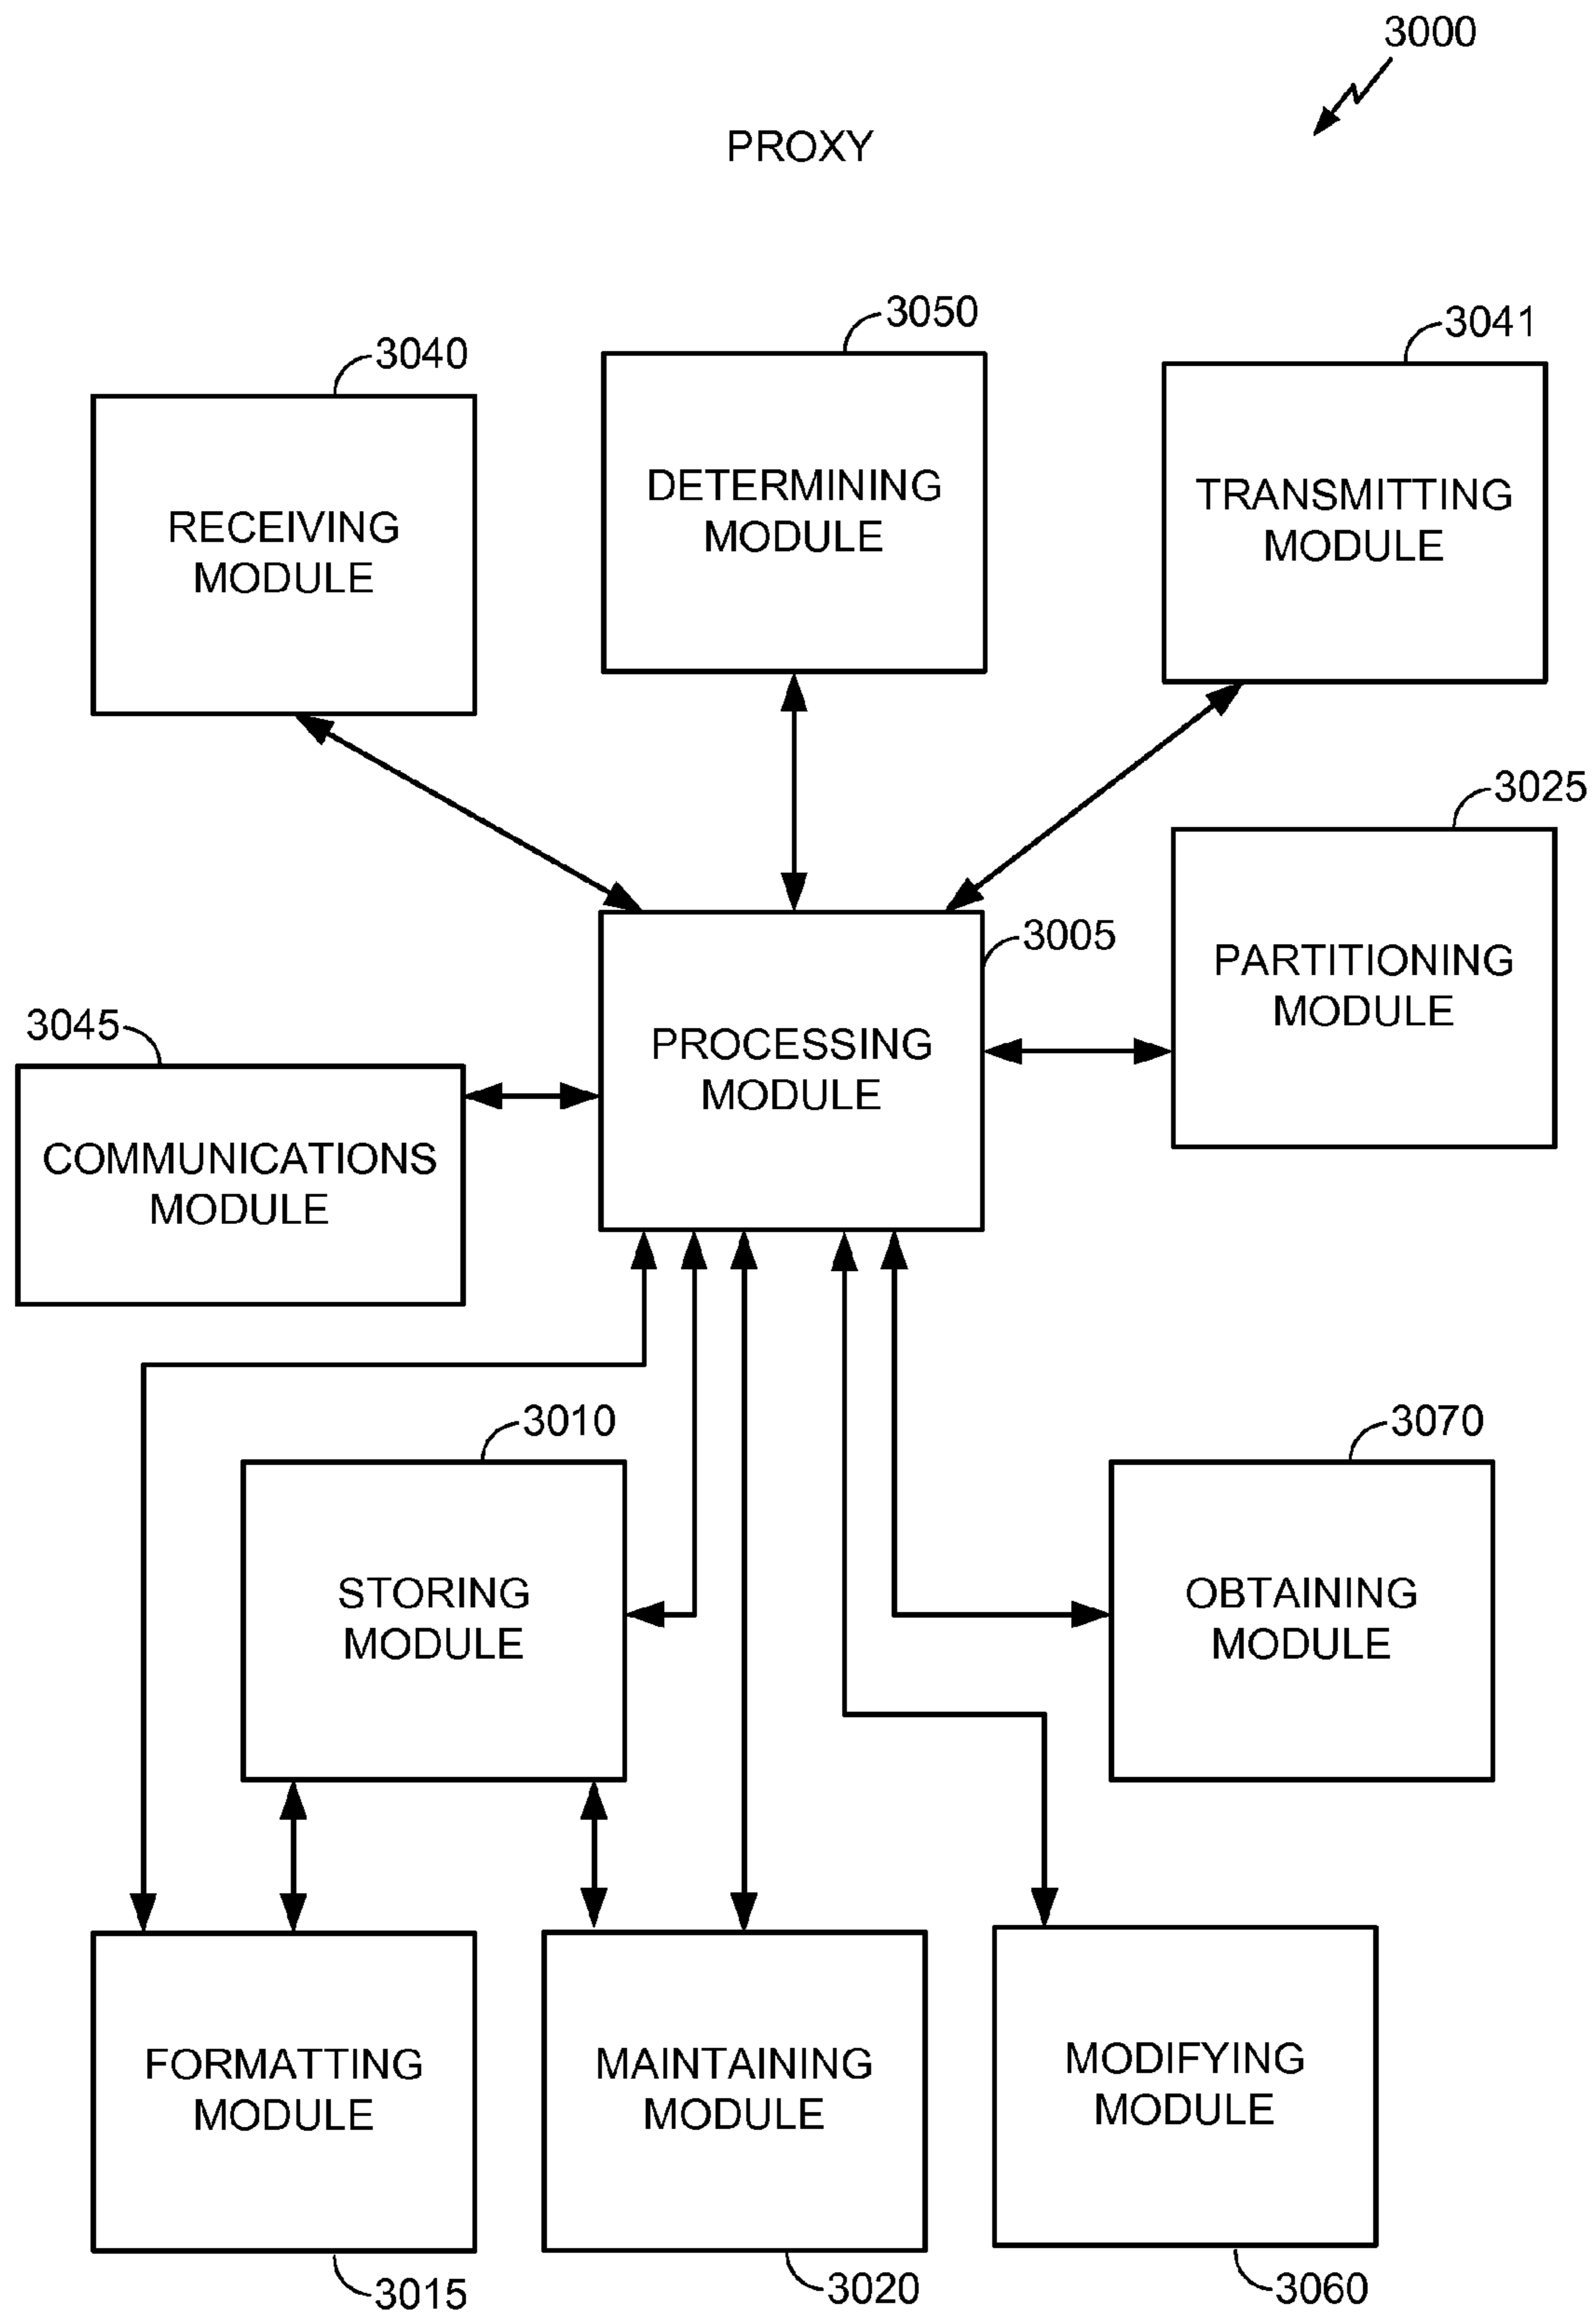 3000
PROXY
3040
3050
3041
RECEIVING
MODULE
DETERMINING
MODULE
TRANSMITTING
MODULE
3025
3005
PARTITIONING
MODULE
3045
PROCESSING
MODULE
COMMUNICATIONS
MODULE
3010
3070
STORING
MODULE
OBTAINING
MODULE
FORMATTING
MODULE
MAINTAINING
MODULE
MODIFYING
MODULE
3015
3020
3060